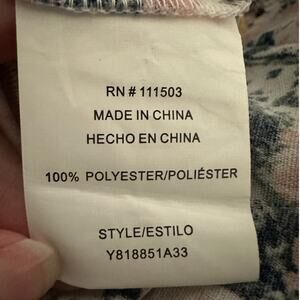 RN # 111503
MADE IN CHINA
HECHO EN CHINA
100% POLYESTER/POLIÉSTER
STYLE/ESTILO
Y818851A33